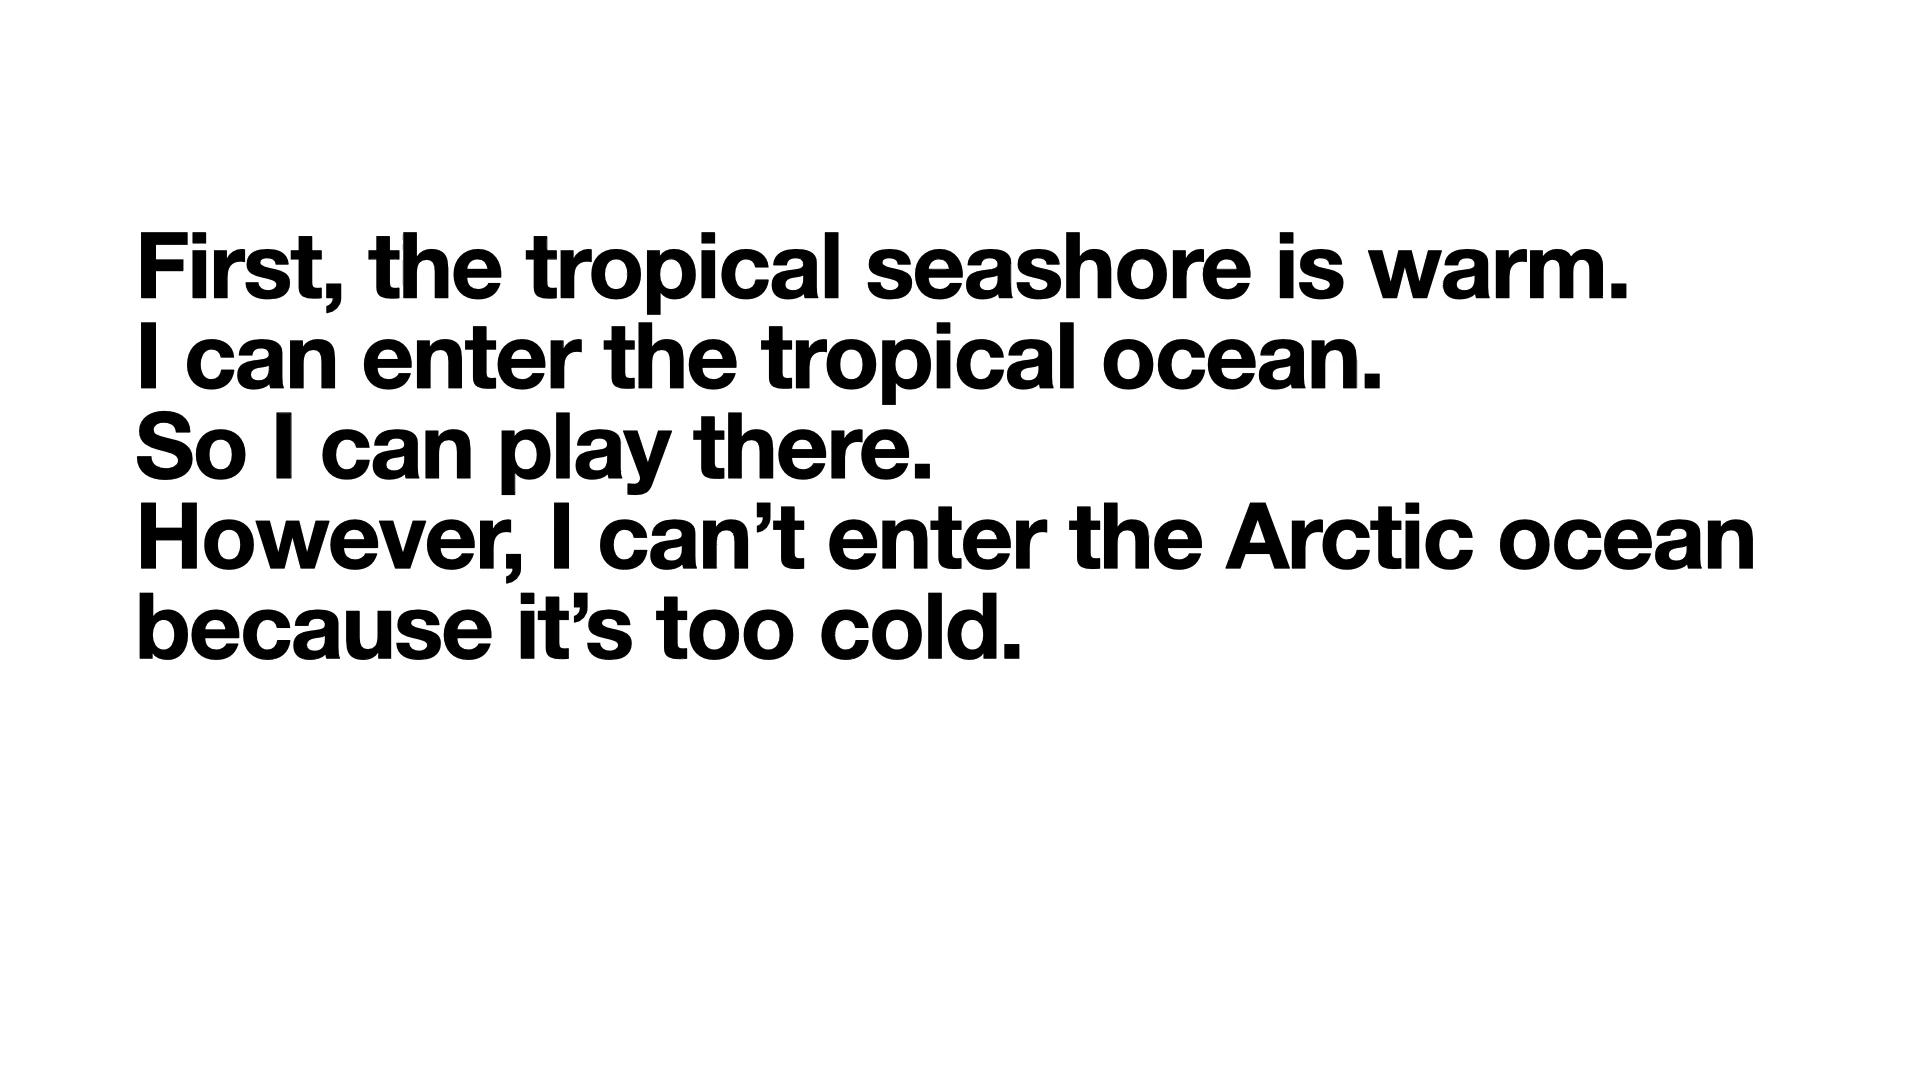 First, the tropical seashore is warm.
I can enter the tropical ocean.
So I can play there.
However, I can’t enter the Arctic ocean
because it’s too cold.